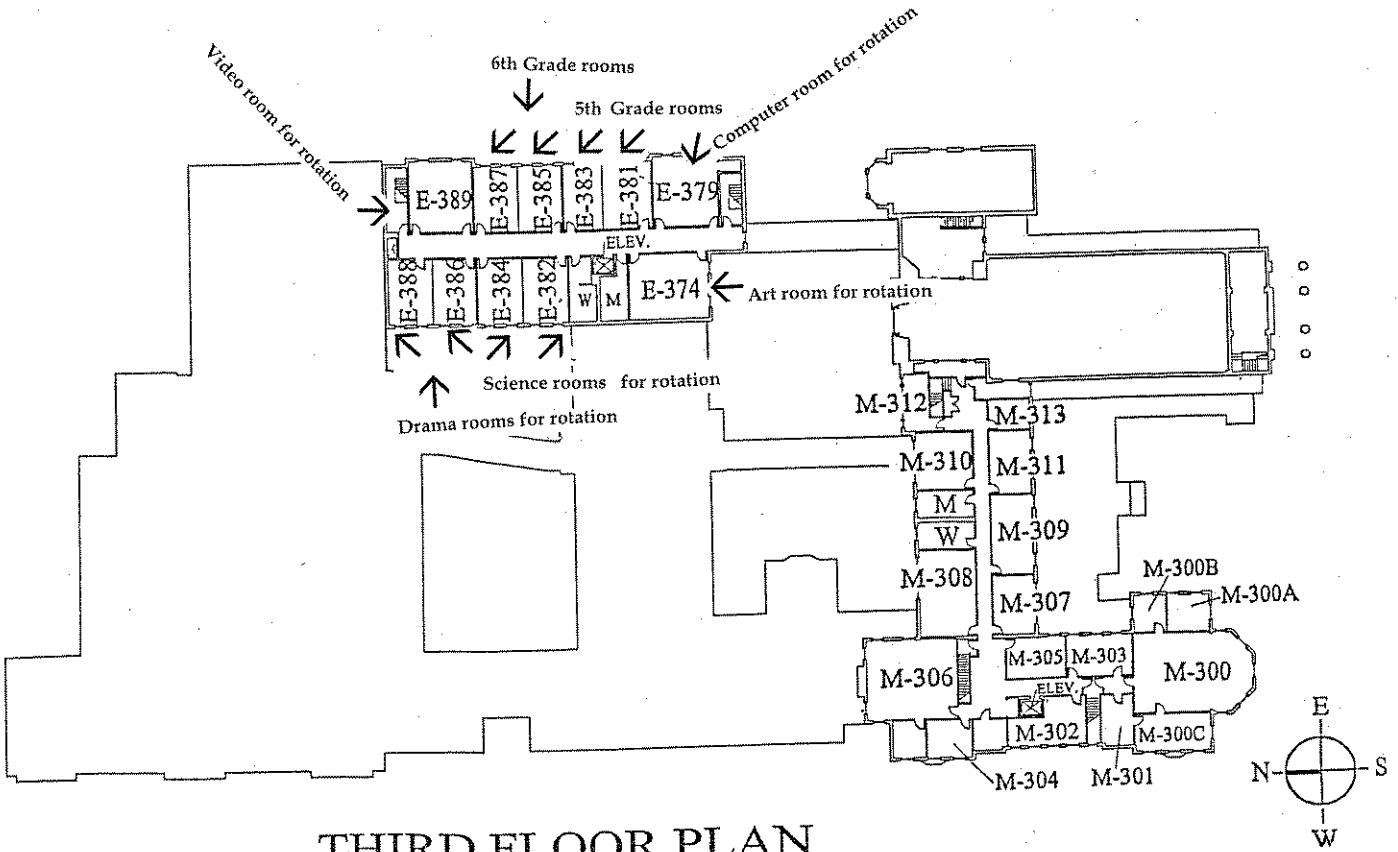 Video room for rotation
6th Grade rooms
5th Grade rooms
Computer room for rotation
E-389
E-387
E-385
E-383
E-381
E-379
ELEV.
E-388
E-386
E-384
E-382
W
M
E-374
Art room for rotation
Science rooms for rotation
Drama rooms for rotation
M-312
M-313
M-310
M-311
M
W
M-309
M-308
M-307
M-300B
M-300A
M-306
M-305
M-303
M-300
ELEV.
M-302
M-300C
M-304
M-301
E
N
S
W
THIRD FLOOR PLAN